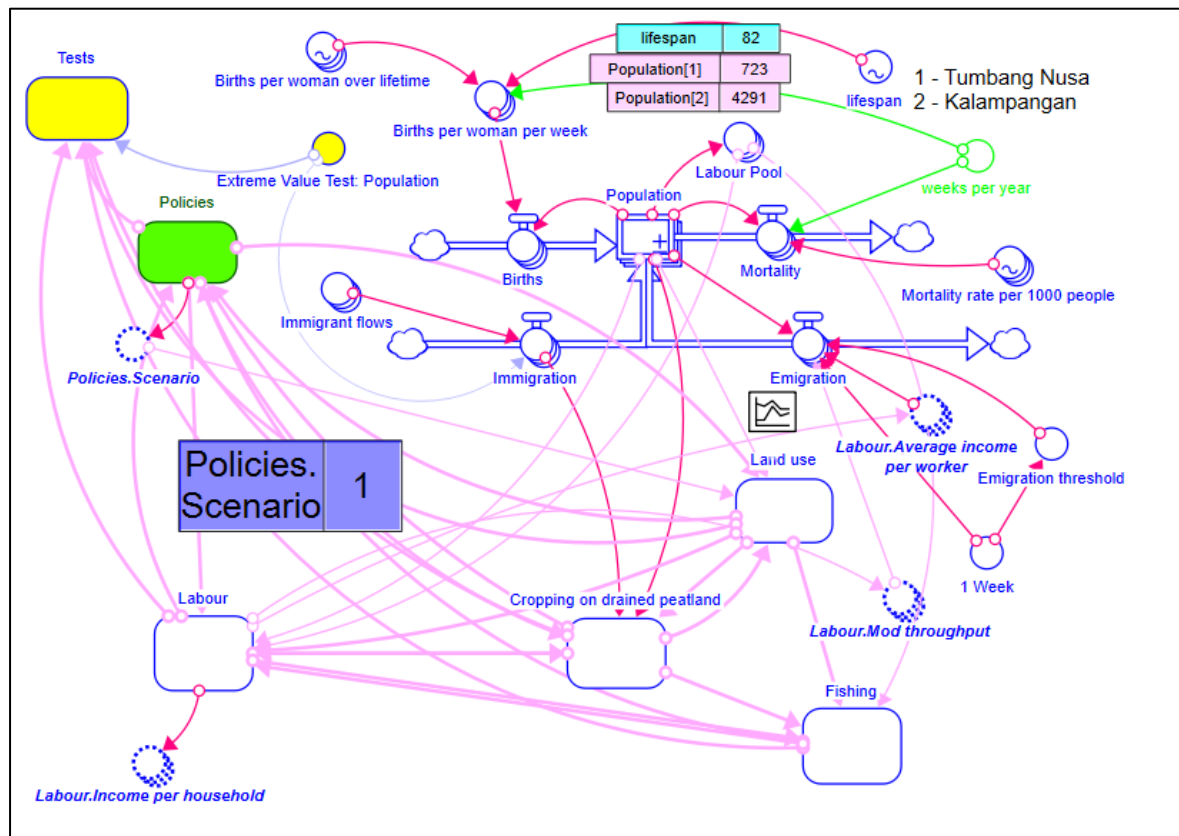 Tests
Births per woman over lifetime
lifespan 82
Population[1] 723
Population[2] 4291
lifespan
1 - Tumbang Nusa
2 - Kalampangan
Births per woman per week
Labour Pool
weeks per year
Extreme Value Test: Population
Policies
Population
Births
Mortality
Mortality rate per 1000 people
Immigrant flows
Policies.Scenario
Immigration
Emigration
Labour.Average income
per worker
Emigration threshold
Policies.
Scenario
1
Land use
1 Week
Labour
Cropping on drained peatland
Labour.Mod throughput
Fishing
Labour.Income per household